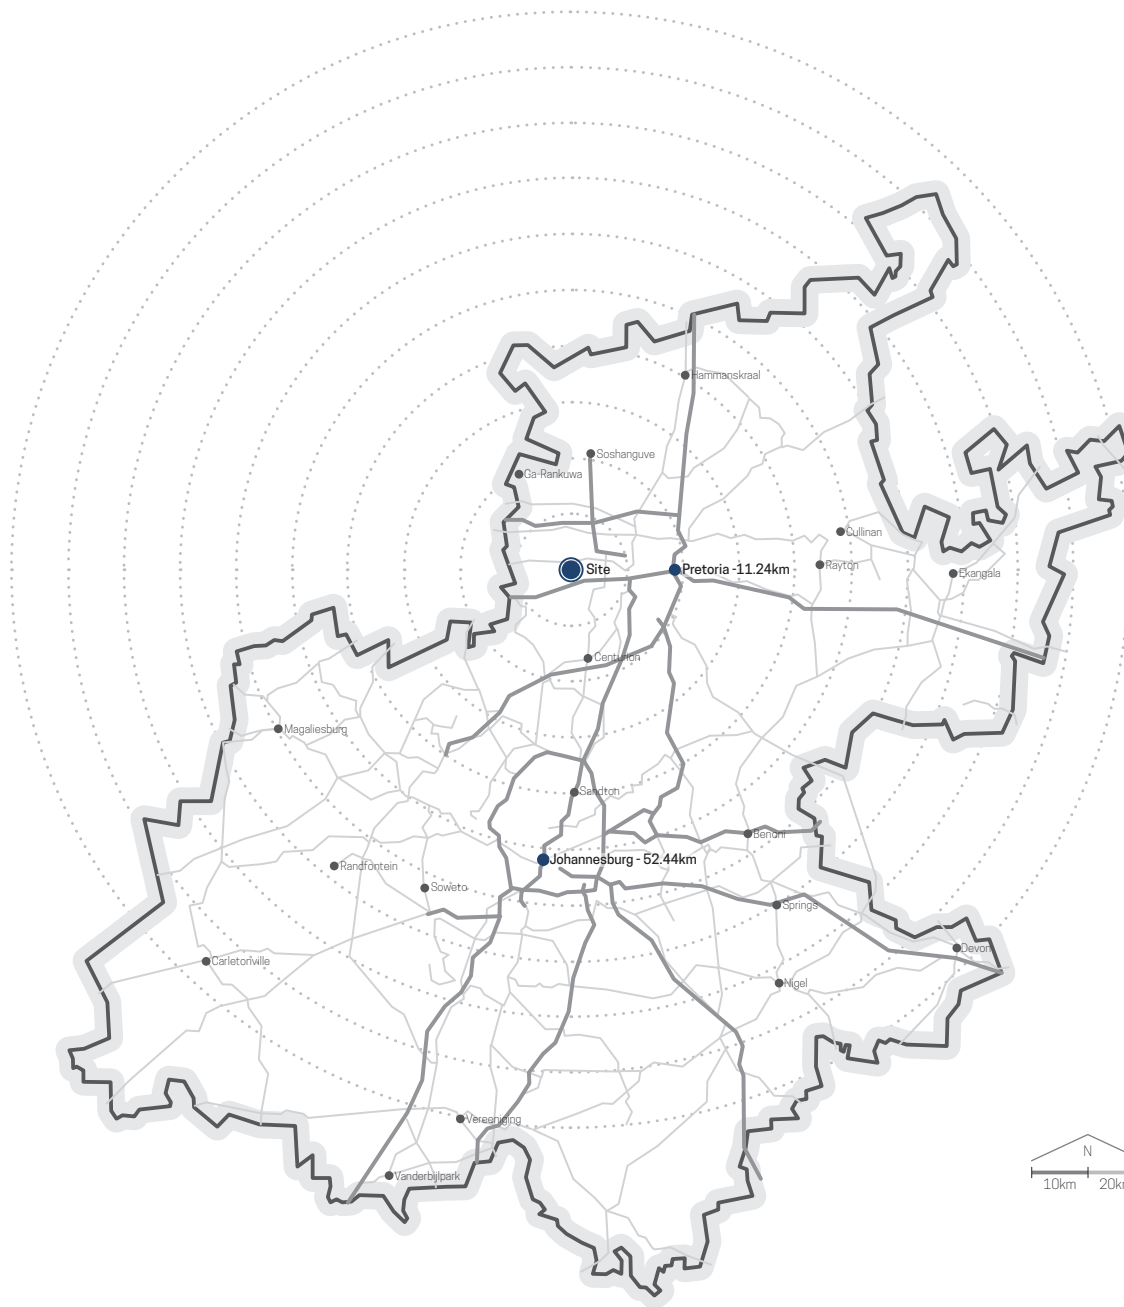 Hammanskraal
Soshanguve
Ga-Rankuwa
Cullinan
Site
Pretoria -11.24km
Rayton
Ekangala
Centurion
Magaliesburg
Sandton
Benoni
Johannesburg - 52.44km
Randfontein
Soweto
Springs
Devon
Carletonville
Nigel
Vereeniging
N
Vanderbijlpark
10km